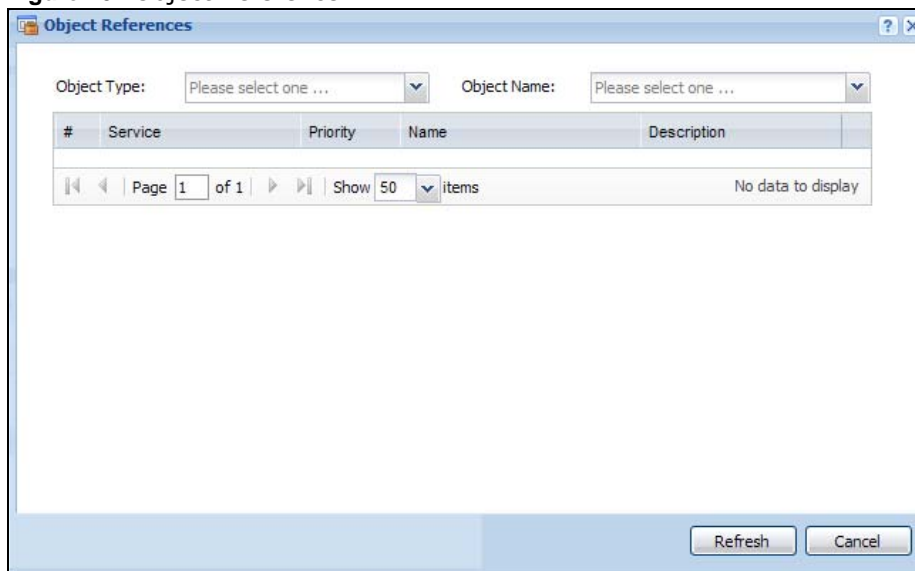 Object References
?
Object Type: Please select one ... Object Name: Please select one ...
# Service Priority Name Description
Page 1 of 1 Show 50 items No data to display
Refresh Cancel